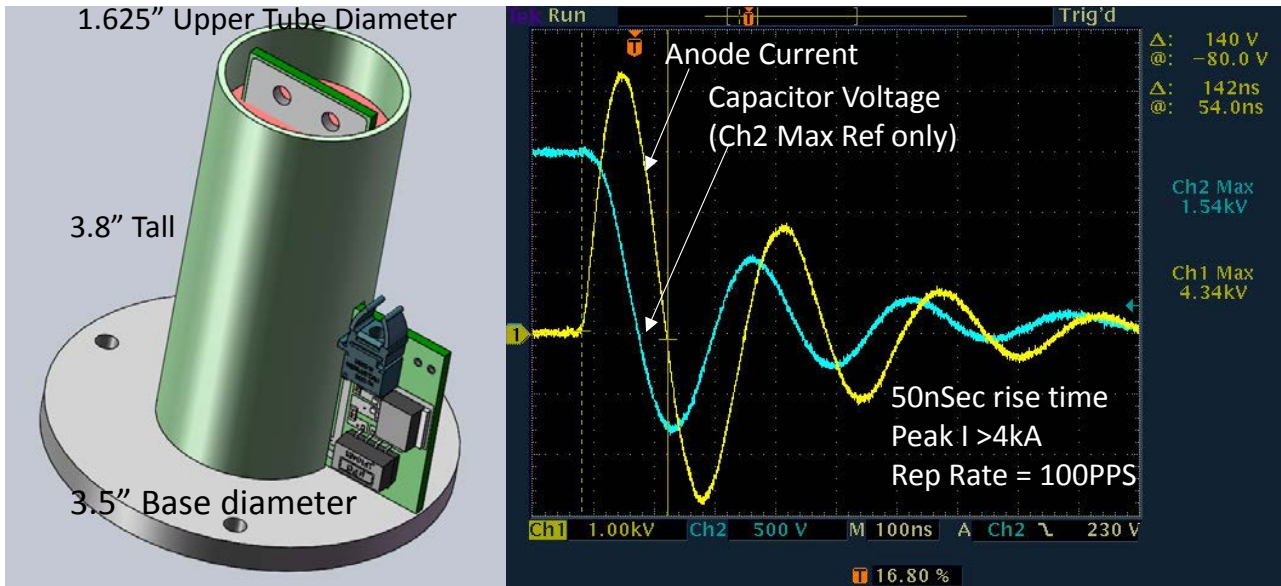 1.625” Upper Tube Diameter
3.8” Tall
3.5” Base diameter
Tek Run
Trig'd
T
T
Anode Current
Capacitor Voltage
(Ch2 Max Ref only)
Δ: 140 V
@: -80.0 V
Δ: 142ns
@: 54.0ns
Ch2 Max
1.54kV
Ch1 Max
4.34kV
1
50nSec rise time
Peak I >4kA
Rep Rate = 100PPS
Ch1 1.00kV Ch2 500 V M 100ns A Ch2 230 V
T 16.80 %